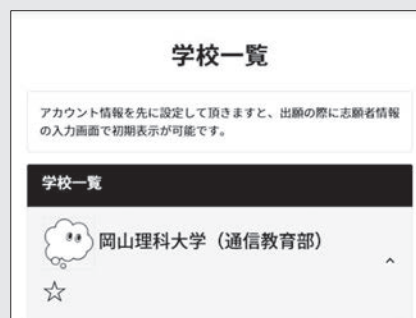 学校一覧
アカウント情報を先に設定して頂きますと、出願の際に志願者情報
の入力画面で初期表示が可能です。
学校一覧
岡山理科大学（通信教育部）